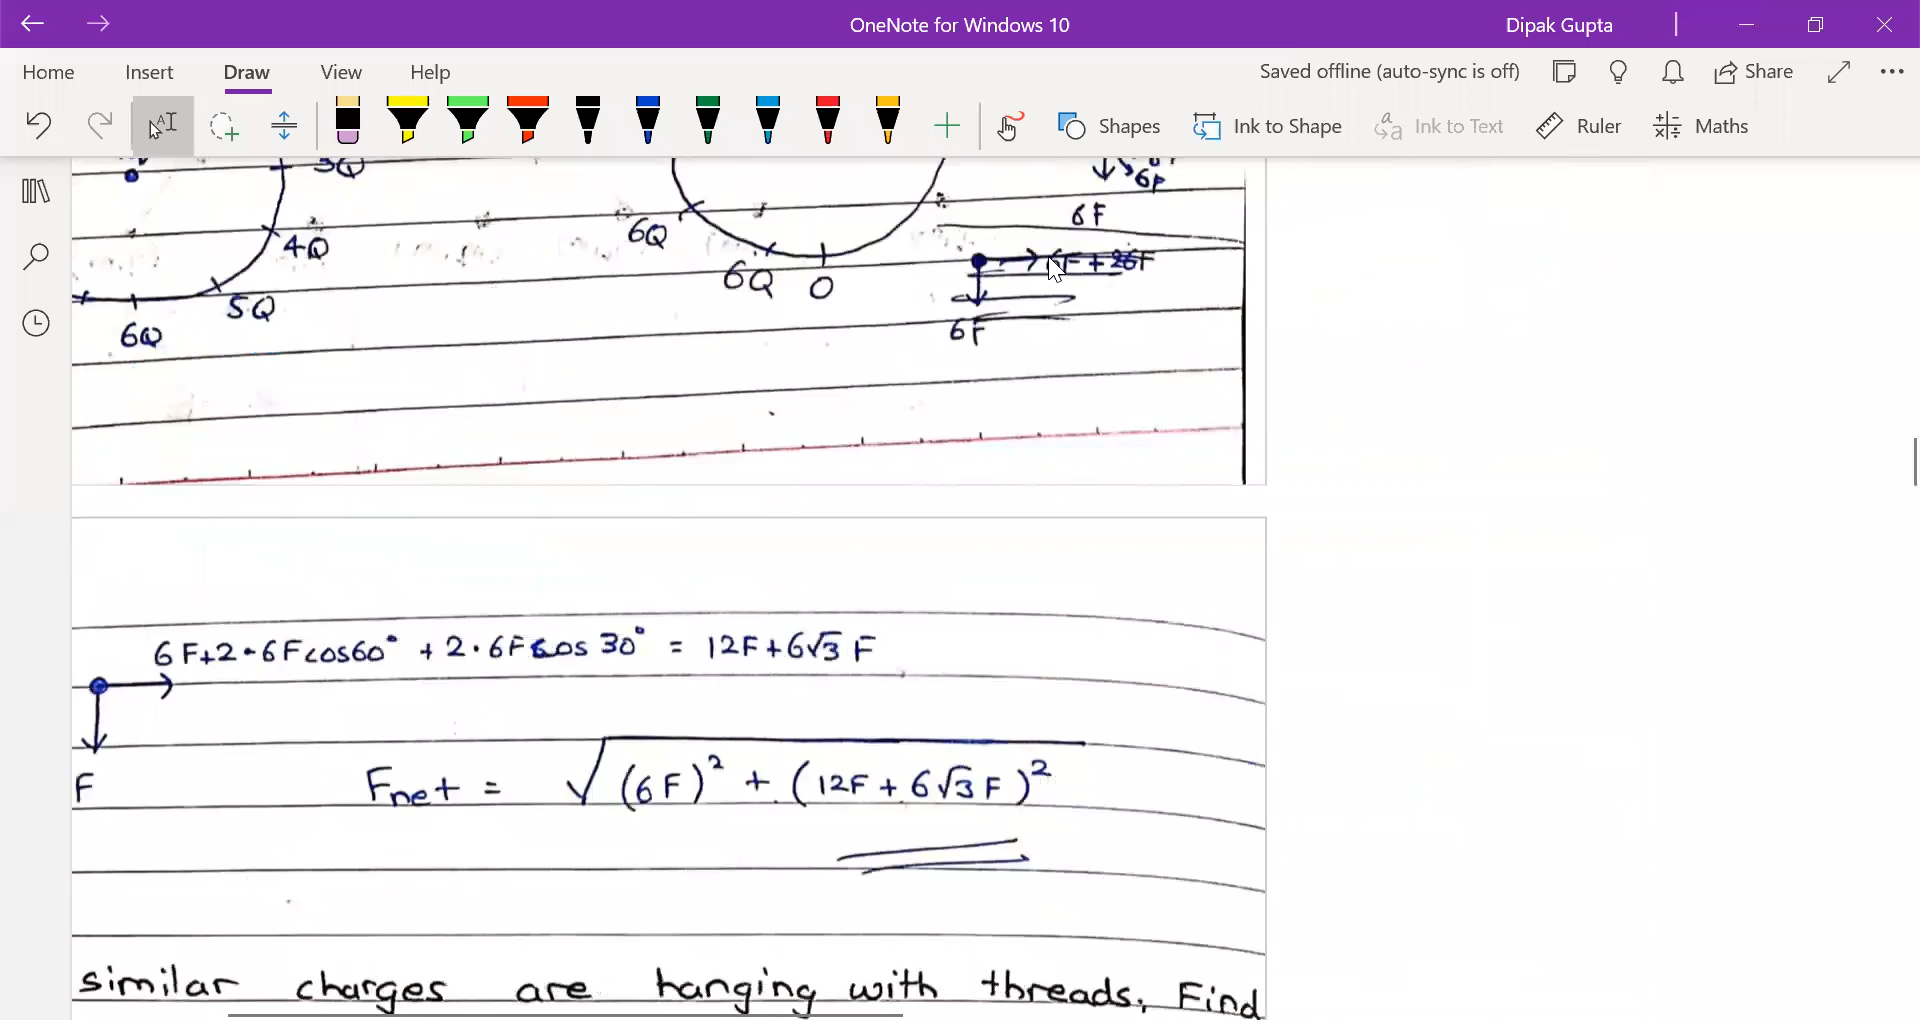 OneNote for Windows 10
Dipak Gupta
Home Insert Draw View Help
Saved offline (auto-sync is off) Share
Shapes Ink to Shape Ink to Text Ruler Maths
3Q
4Q
5Q
6Q
6Q
6Q
0
6F
6F
6F
6F+2·6Fcos60° + 2·6Fcos 30° = 12F+6√3 F
F
Fnet = √(6F)² + (12F + 6√3 F)²
similar charges are hanging with threads. Find